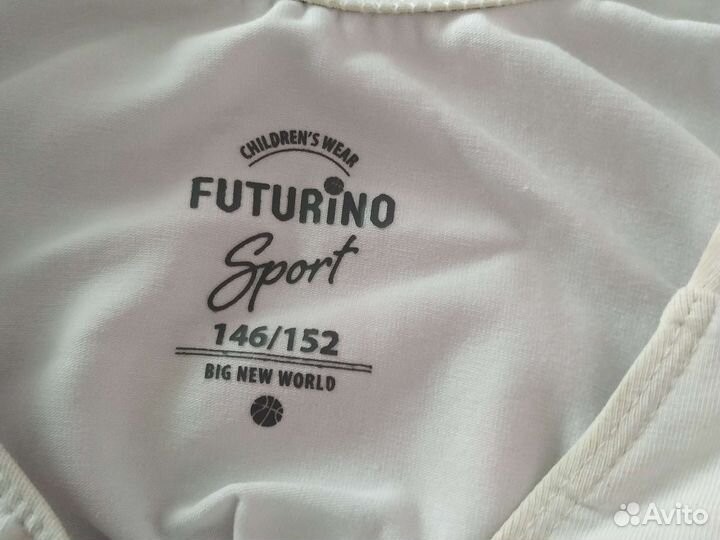 CHILDREN'S WEAR
FUTURiNO
Sport
146/152
BIG NEW WORLD
Avito